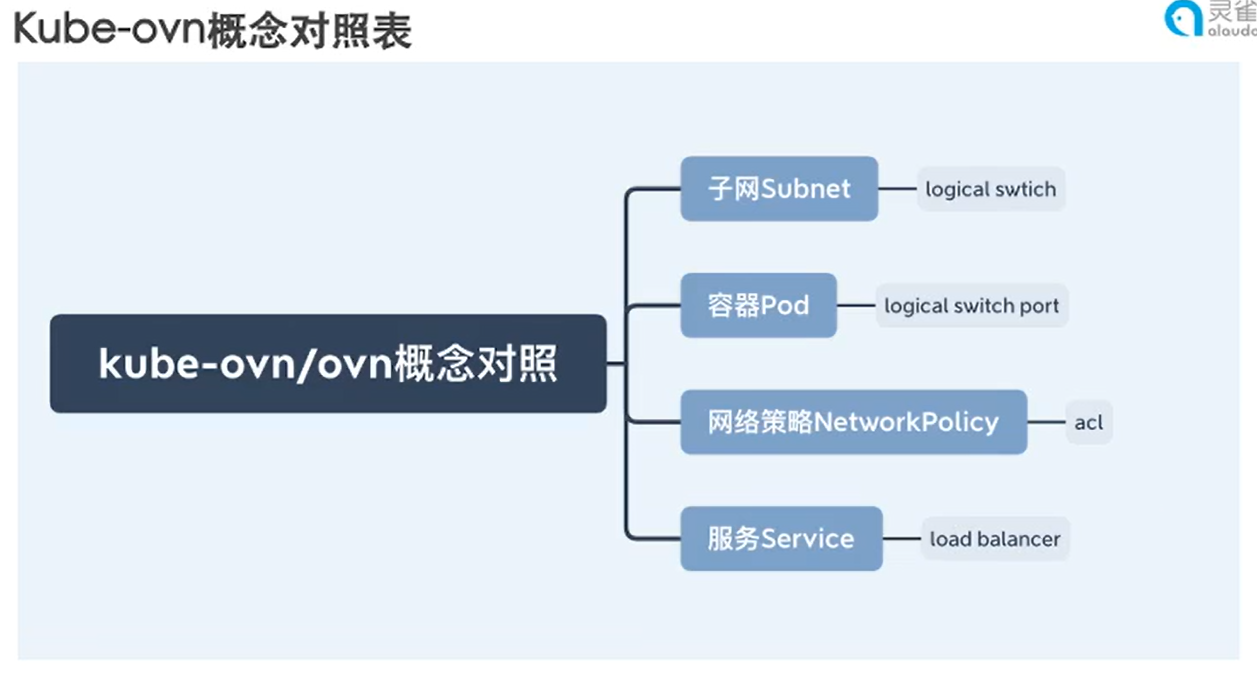 Kube-ovn概念对照表
灵雀
alauda
kube-ovn/ovn概念对照
子网Subnet
logical swtich
容器Pod
logical switch port
网络策略NetworkPolicy
acl
服务Service
load balancer